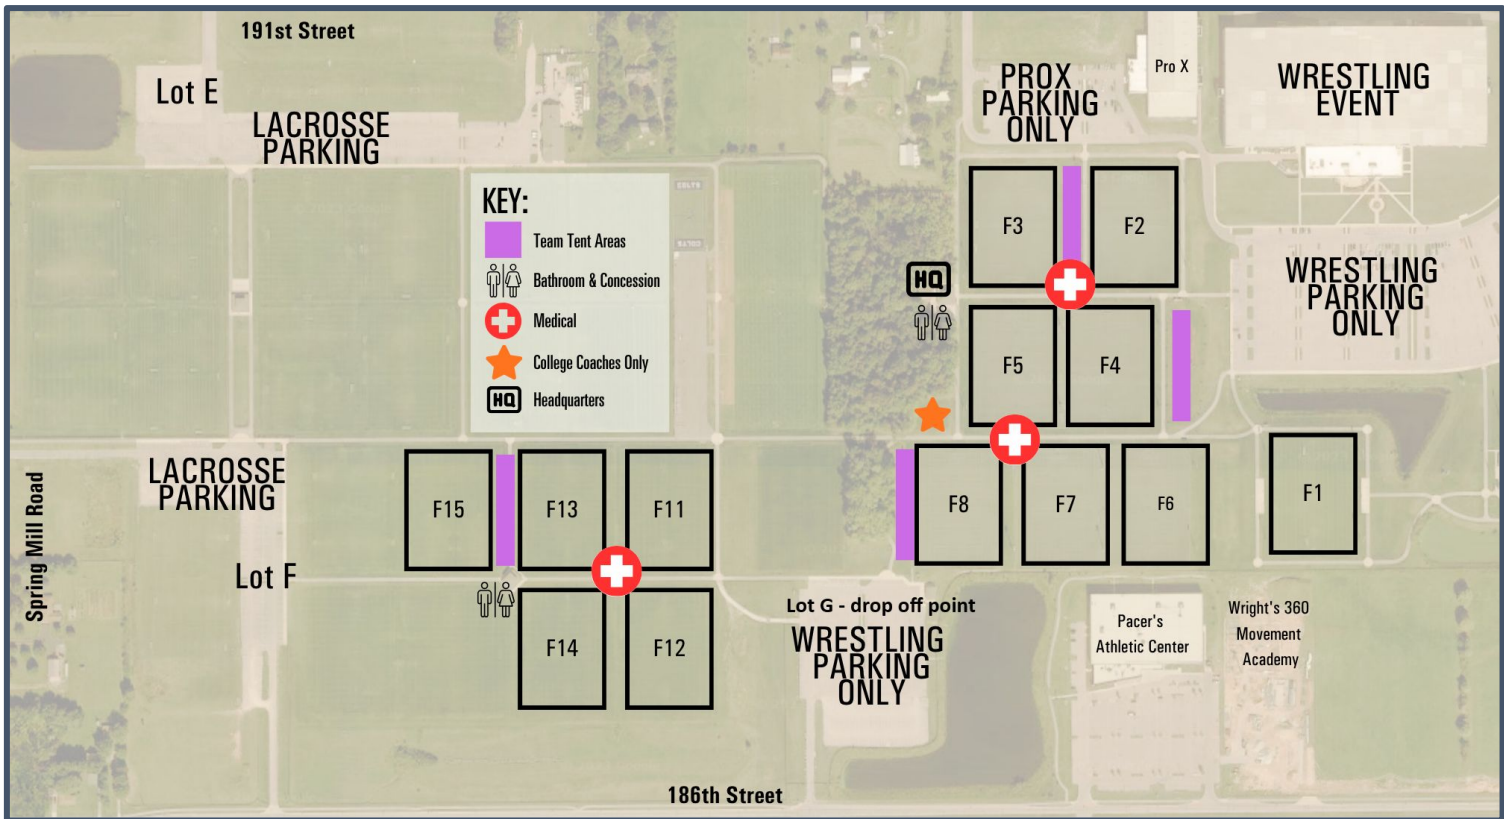 191st Street
Lot E
LACROSSE
PARKING
PROX
PARKING
ONLY
Pro X
WRESTLING
EVENT
KEY:
Team Tent Areas
Bathroom & Concession
Medical
College Coaches Only
HQ
Headquarters
COLTS
COLTS
F3
F2
HQ
WRESTLING
PARKING
ONLY
F5
F4
LACROSSE
PARKING
Spring Mill Road
Lot F
F15
F13
F11
F14
F12
F8
F7
F6
F1
Lot G - drop off point
WRESTLING
PARKING
ONLY
Pacer's
Athletic Center
Wright's 360
Movement
Academy
186th Street